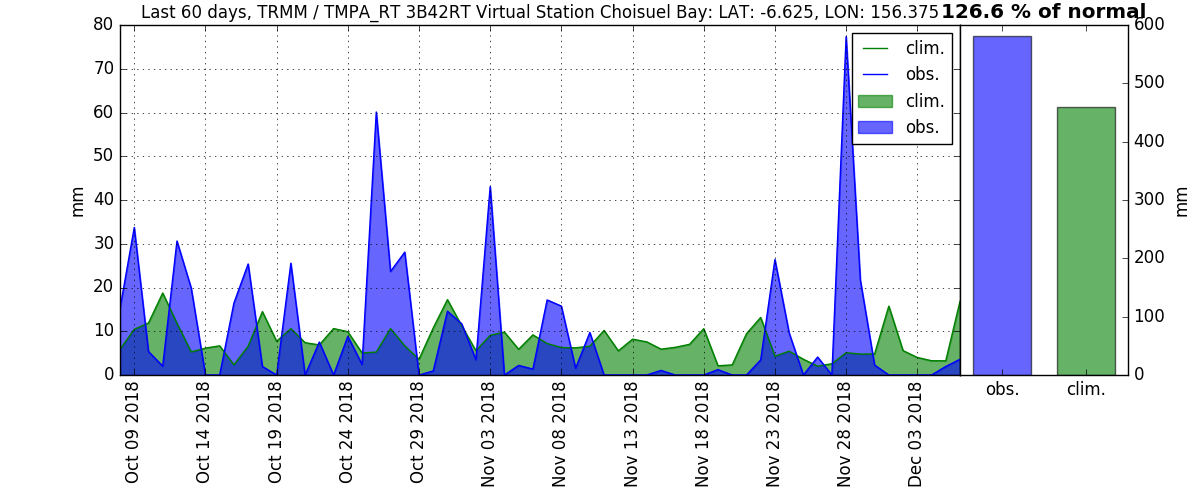 Last 60 days, TRMM / TMPA_RT 3B42RT Virtual Station Choisuel Bay: LAT: -6.625, LON: 156.375
126.6 % of normal
80
70
60
50
40
30
20
10
0
mm
clim.
obs.
clim.
obs.
Oct 09 2018
Oct 14 2018
Oct 19 2018
Oct 24 2018
Oct 29 2018
Nov 03 2018
Nov 08 2018
Nov 13 2018
Nov 18 2018
Nov 23 2018
Nov 28 2018
Dec 03 2018
600
500
400
300
200
100
0
mm
obs.
clim.